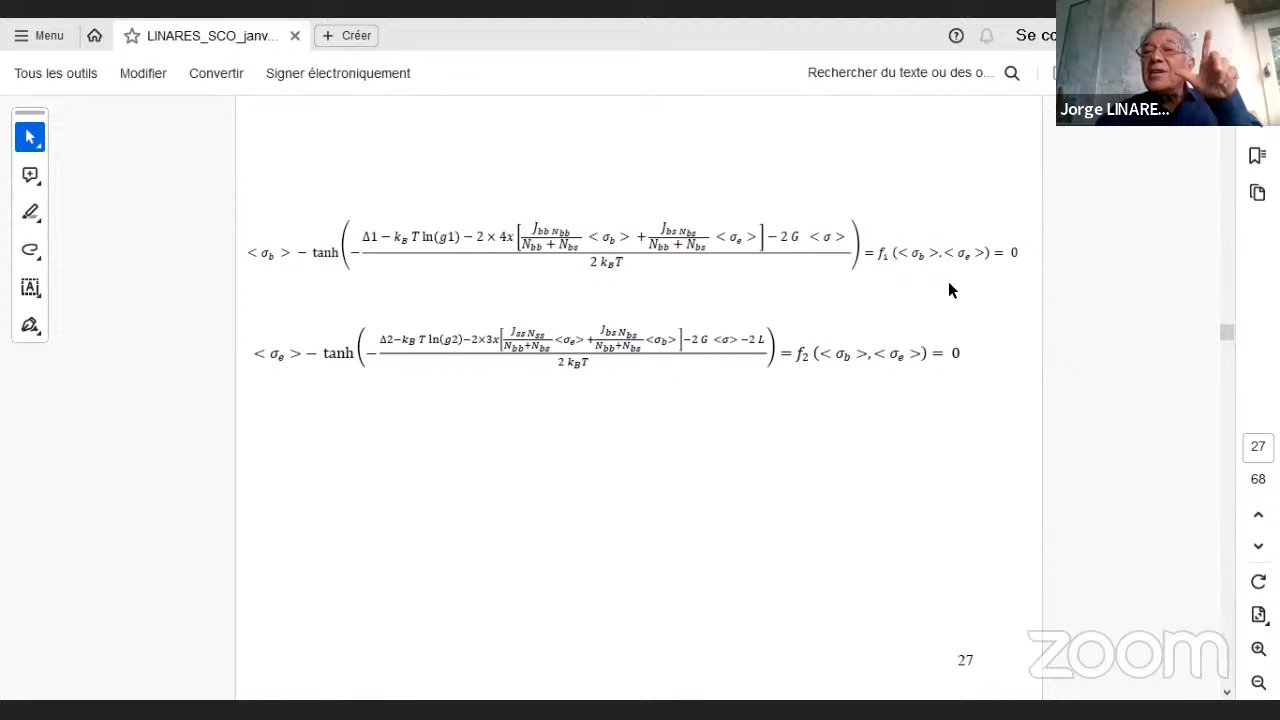 Menu
LINARES_SCO_janv...
Créer
Se co
Tous les outils
Modifier
Convertir
Signer électroniquement
Rechercher du texte ou des o...
Jorge LINARE...
< σ_b > − tanh(−(Δ1 − k_B T ln(g1) − 2 × 4x [J_bb N_bb/(N_bb + N_bs) < σ_b > + J_bs N_bs/(N_bb + N_bs) < σ_e >] − 2 G < σ >)/(2 k_B T)) = f_1 (< σ_b >,< σ_e >) = 0
< σ_e > − tanh(−(Δ2−k_B T ln(g2)−2×3x[J_ss N_ss/(N_bb+N_bs) <σ_e> + J_bs N_bs/(N_bb+N_bs) <σ_b>]−2 G <σ> −2 L)/(2 k_B T)) = f_2 (< σ_b >,< σ_e >) = 0
27
68
27
zoom